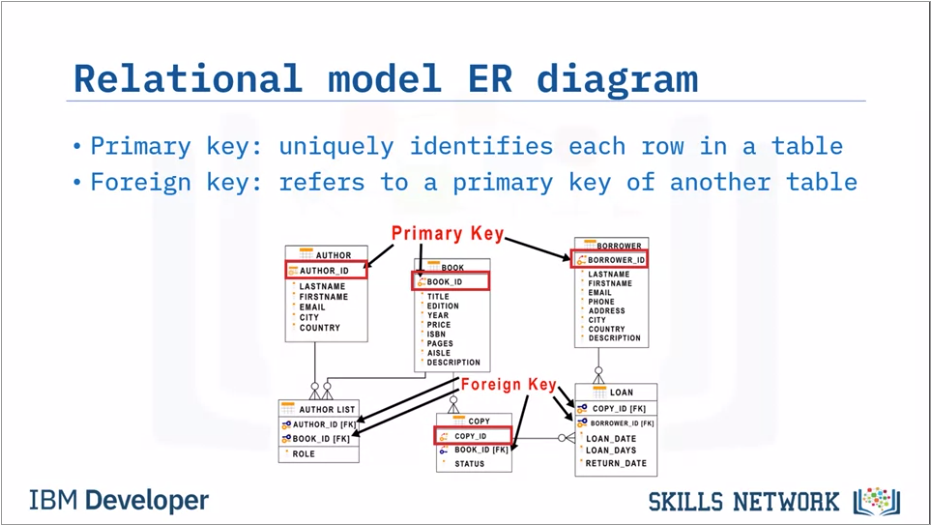 Relational model ER diagram
• Primary key: uniquely identifies each row in a table
• Foreign key: refers to a primary key of another table
Primary Key
AUTHOR
AUTHOR_ID
LASTNAME
FIRSTNAME
EMAIL
CITY
COUNTRY
BOOK
BOOK_ID
TITLE
EDITION
YEAR
PRICE
ISBN
PAGES
AISLE
DESCRIPTION
BORROWER
BORROWER_ID
LASTNAME
FIRSTNAME
EMAIL
PHONE
ADDRESS
CITY
COUNTRY
DESCRIPTION
Foreign Key
AUTHOR LIST
AUTHOR_ID [FK]
BOOK_ID [FK]
ROLE
COPY
COPY_ID
BOOK_ID [FK]
STATUS
LOAN
COPY_ID [FK]
BORROWER_ID [FK]
LOAN_DATE
LOAN_DAYS
RETURN_DATE
IBM Developer
SKILLS NETWORK